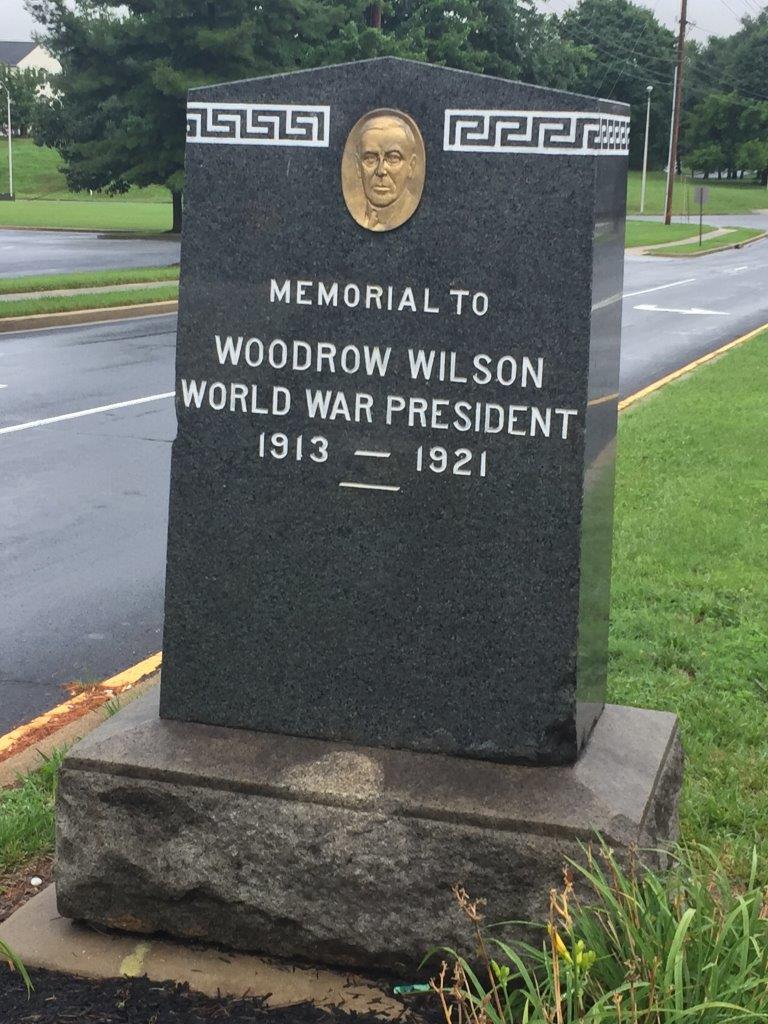 MEMORIAL TO
WOODROW WILSON
WORLD WAR PRESIDENT
1913 — 1921